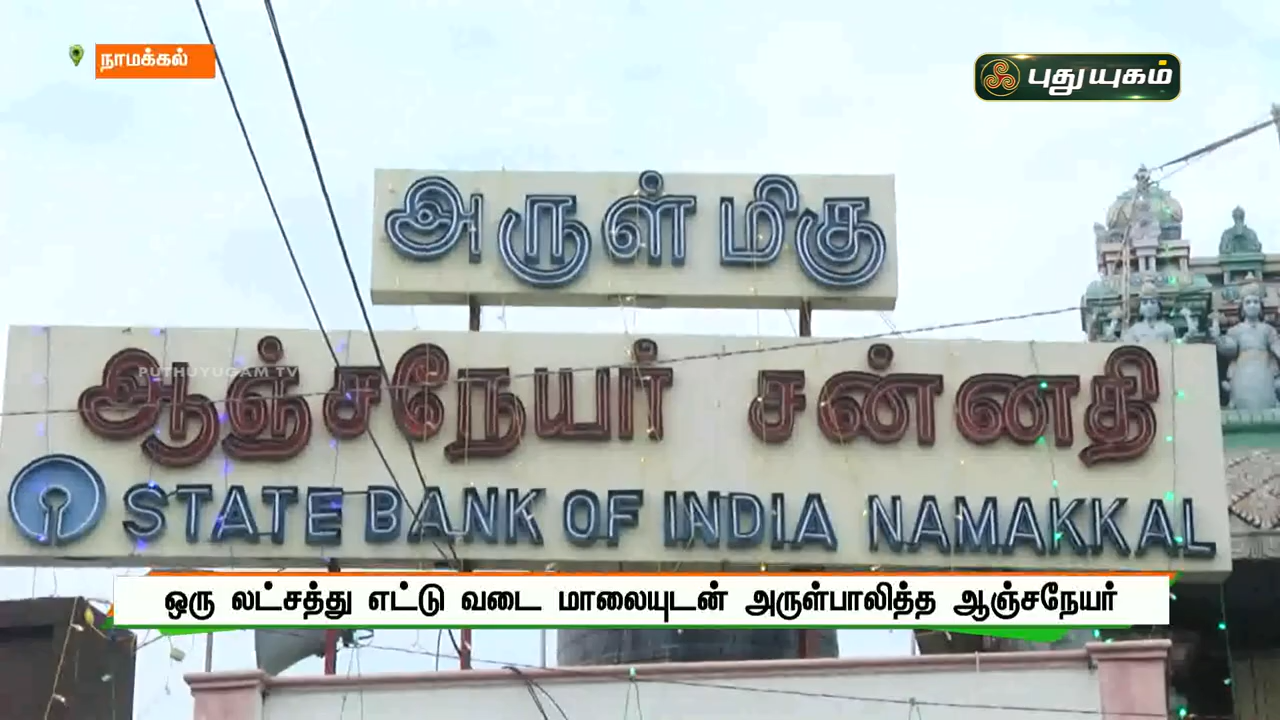 நாமக்கல்
புதுயுகம்
அருள்மிகு
ஆஞ்சநேயர் சன்னதி
PUTHUYUGAM TV
STATE BANK OF INDIA NAMAKKAL
ஒரு லட்சத்து எட்டு வடை மாலையுடன் அருள்பாலித்த ஆஞ்சநேயர்